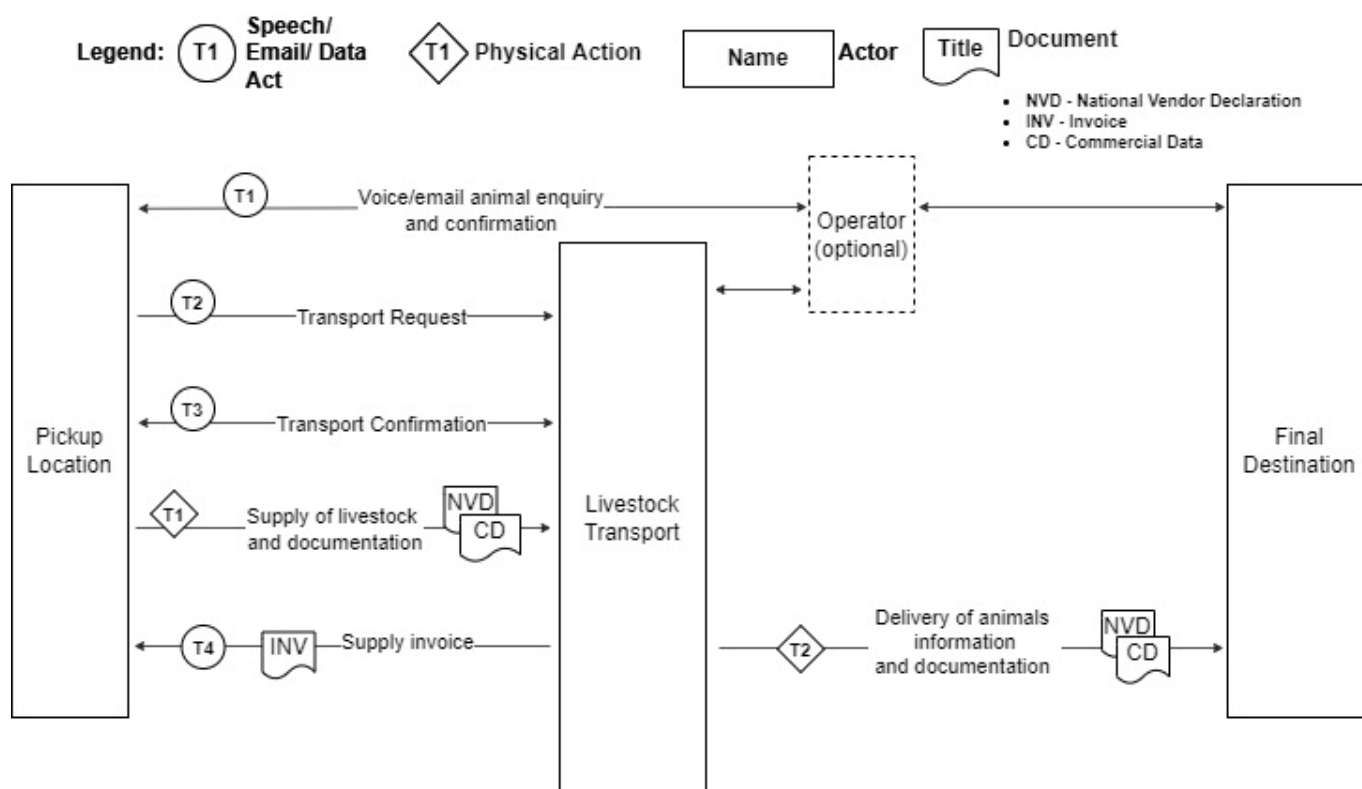 Legend:
T1
Speech/
Email/ Data
Act
T1
Physical Action
Name
Actor
Title
Document
• NVD - National Vendor Declaration
• INV - Invoice
• CD - Commercial Data
T1
Voice/email animal enquiry
and confirmation
Operator
(optional)
T2
Transport Request
T3
Transport Confirmation
Pickup
Location
Final
Destination
T1
Supply of livestock
and documentation
NVD
CD
Livestock
Transport
T4
INV
Supply invoice
T2
Delivery of animals
information
and documentation
NVD
CD